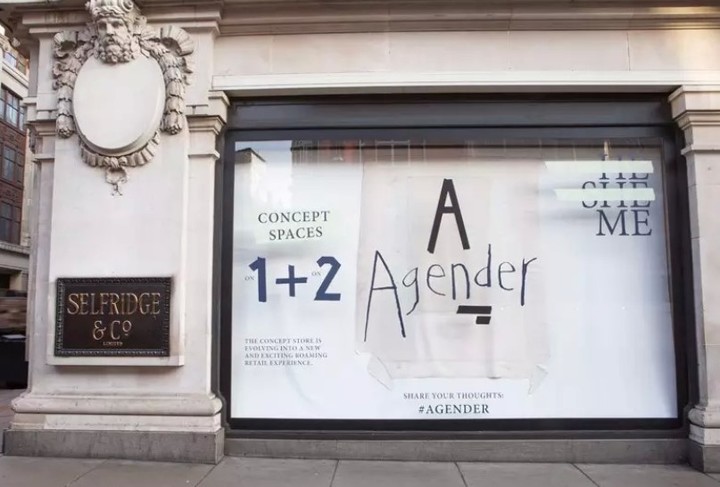 SELFRIDGE
& CO
LIMITED
CONCEPT
SPACES
ON 1+ ON 2
THE CONCEPT STORE IS
EVOLVING INTO A NEW
AND EXCITING ROAMING
RETAIL EXPERIENCE.
A
Agender
SHARE YOUR THOUGHTS:
#AGENDER
HE
SHE
ME